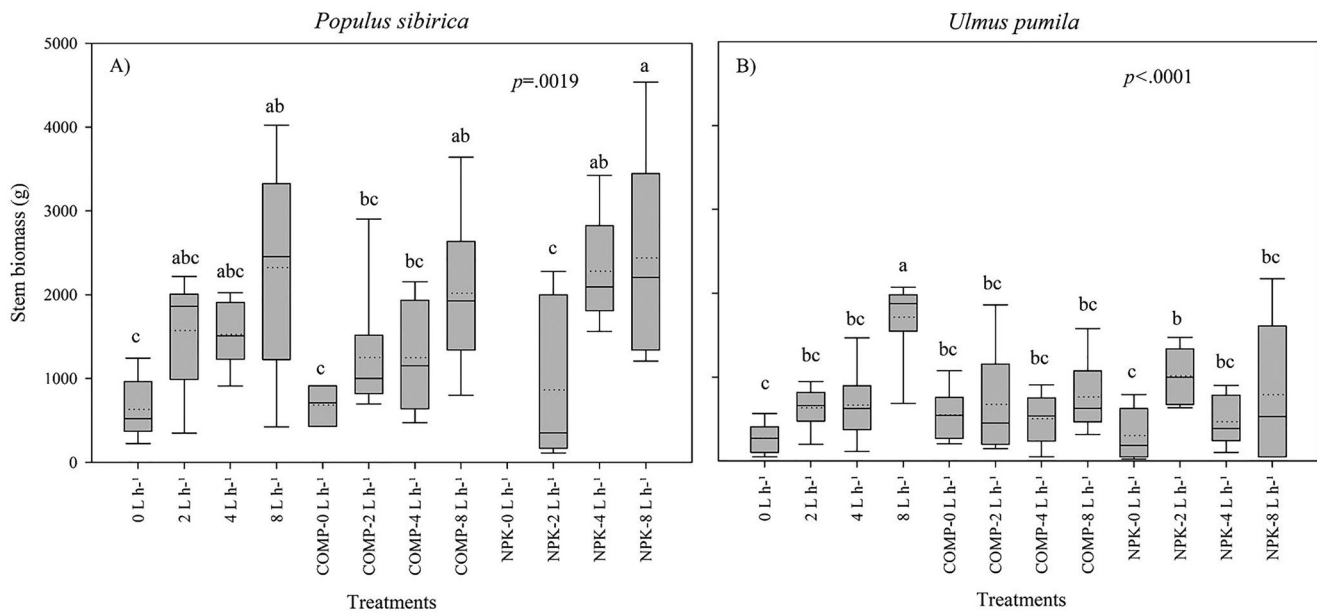 Populus sibirica
Ulmus pumila
A)
p=.0019
B)
p<.0001
Stem biomass (g)
5000
4000
3000
2000
1000
0
c
abc
abc
ab
c
bc
bc
ab
c
ab
a
c
bc
bc
a
bc
bc
bc
bc
c
b
bc
bc
0 L h⁻¹
2 L h⁻¹
4 L h⁻¹
8 L h⁻¹
COMP-0 L h⁻¹
COMP-2 L h⁻¹
COMP-4 L h⁻¹
COMP-8 L h⁻¹
NPK-0 L h⁻¹
NPK-2 L h⁻¹
NPK-4 L h⁻¹
NPK-8 L h⁻¹
0 L h⁻¹
2 L h⁻¹
4 L h⁻¹
8 L h⁻¹
COMP-0 L h⁻¹
COMP-2 L h⁻¹
COMP-4 L h⁻¹
COMP-8 L h⁻¹
NPK-0 L h⁻¹
NPK-2 L h⁻¹
NPK-4 L h⁻¹
NPK-8 L h⁻¹
Treatments
Treatments